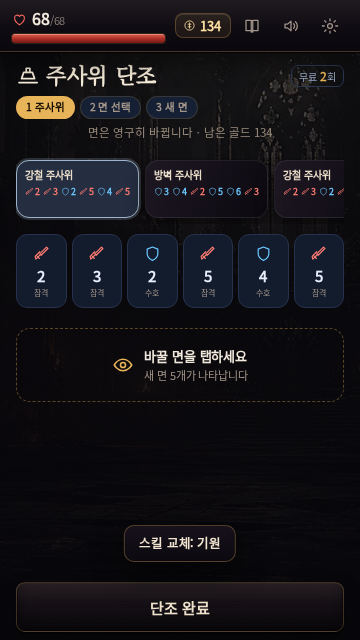 68/68
134
주사위 단조
무료 2회
1 주사위
2 면 선택
3 새 면
면은 영구히 바뀝니다 · 남은 골드 134
강철 주사위
2 3 2 5 4 5
방벽 주사위
3 4 2 5 6 3
강철 주사위
2 3 2
2
참격
3
참격
2
수호
5
참격
4
수호
5
참격
바꿀 면을 탭하세요
새 면 5개가 나타납니다
스킬 교체: 기원
단조 완료